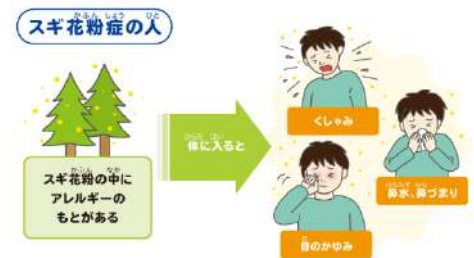 スギ花粉症の人
スギ花粉の中に
アレルギーの
もとがある
体に入ると
くしゃみ
鼻水、鼻づまり
目のかゆみ